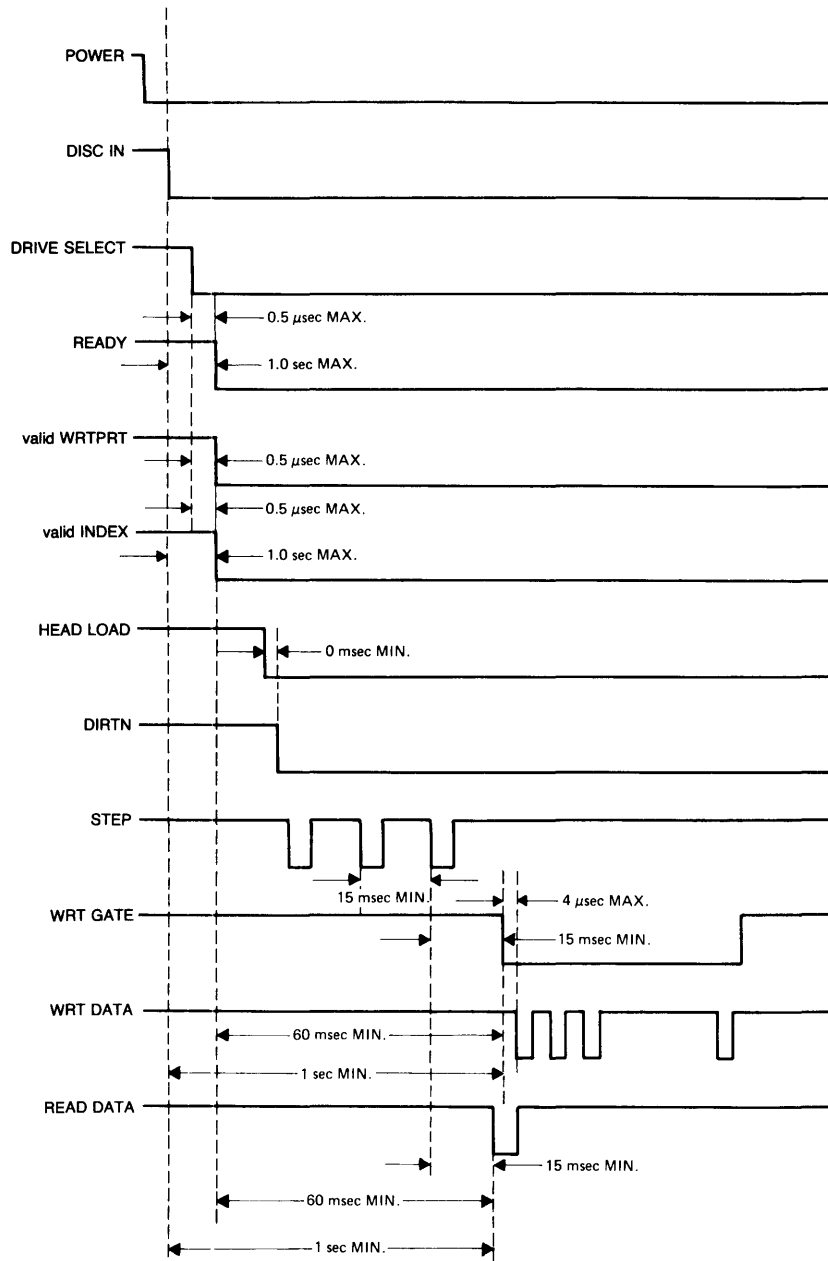 POWER
DISC IN
DRIVE SELECT
0.5 μsec MAX.
READY
1.0 sec MAX.
valid WRTPRT
0.5 μsec MAX.
0.5 μsec MAX.
valid INDEX
1.0 sec MAX.
HEAD LOAD
0 msec MIN.
DIRTN
STEP
15 msec MIN.
4 μsec MAX.
WRT GATE
15 msec MIN.
WRT DATA
60 msec MIN.
1 sec MIN.
READ DATA
15 msec MIN.
60 msec MIN.
1 sec MIN.